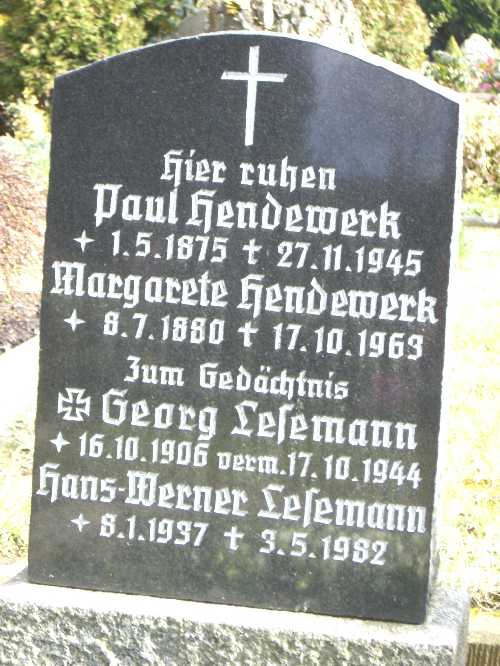 Hier ruhen
Paul Hendewerk
1.5.1875 † 27.11.1945
Margarete Hendewerk
8.7.1880 † 17.10.1963
Zum Gedächtnis
Georg Leſemann
16.10.1906 verm. 17.10.1944
Hans-Werner Leſemann
8.1.1937 † 3.5.1982